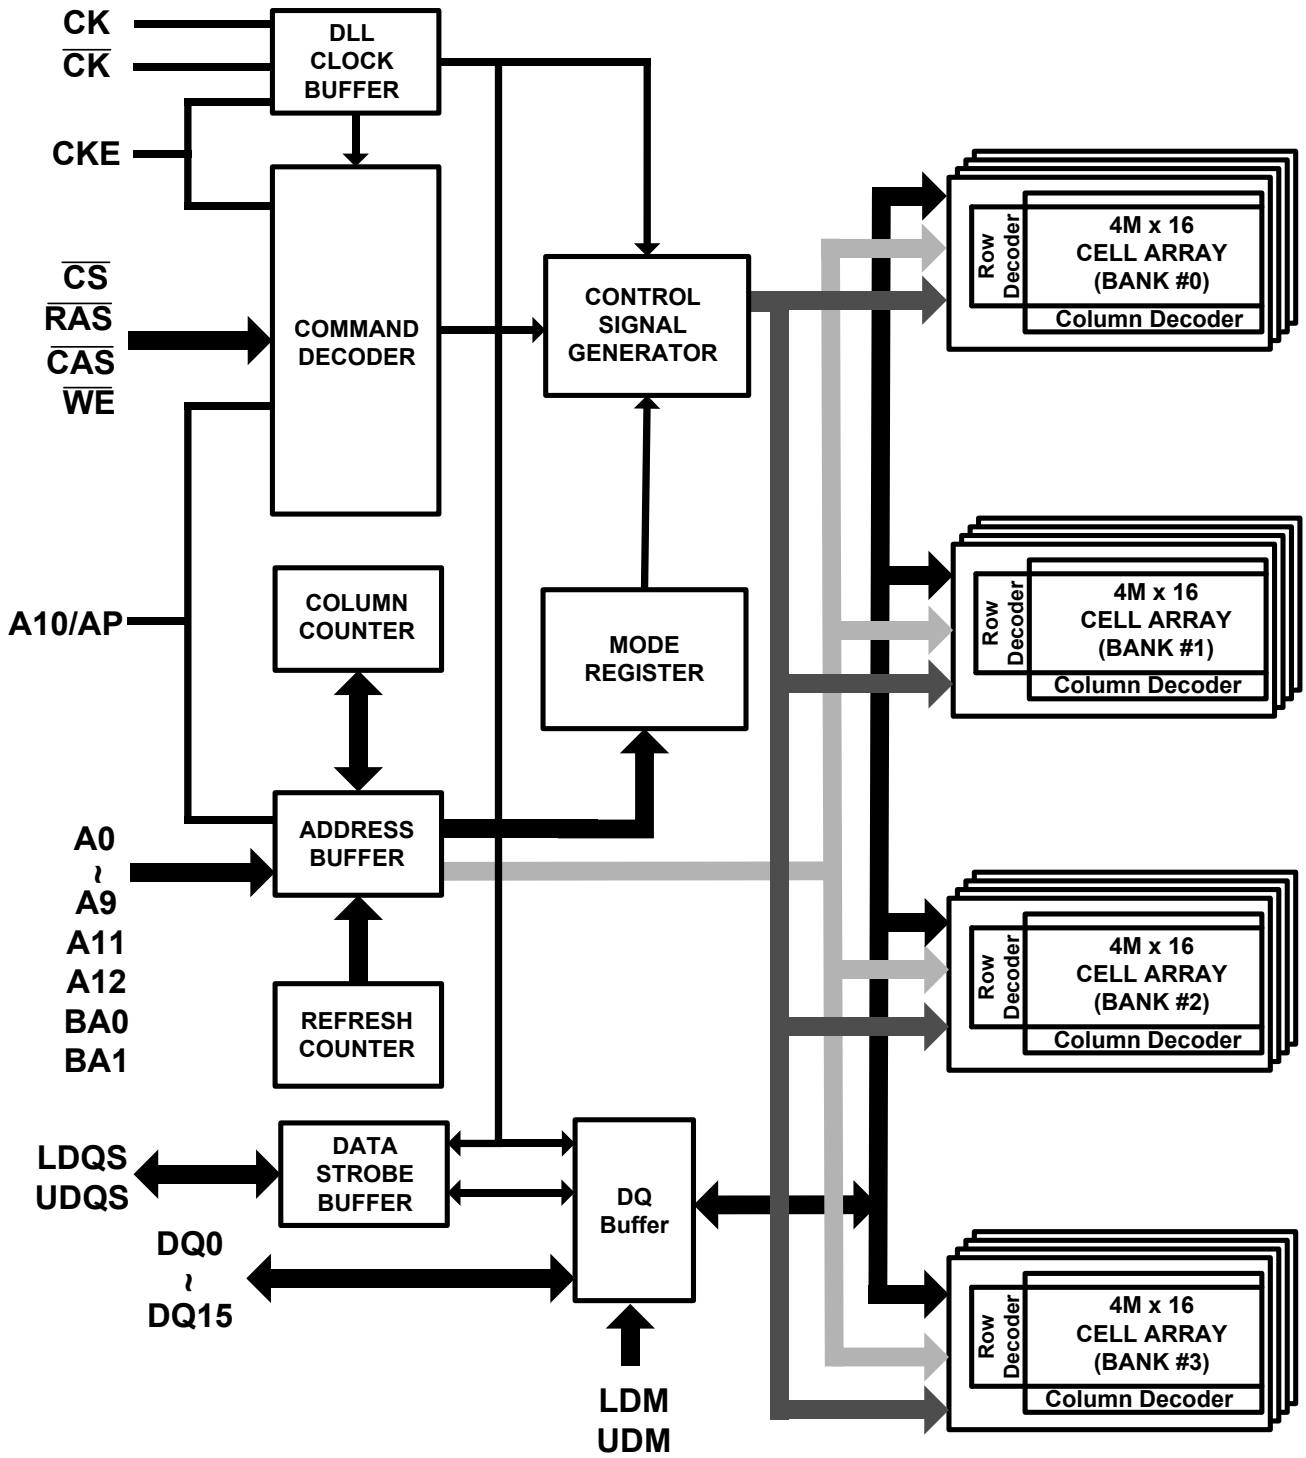 CK
CK
CKE
CS
RAS
CAS
WE
A10/AP
A0
~
A9
A11
A12
BA0
BA1
LDQS
UDQS
DQ0
~
DQ15
DLL
CLOCK
BUFFER
COMMAND
DECODER
COLUMN
COUNTER
ADDRESS
BUFFER
REFRESH
COUNTER
DATA
STROBE
BUFFER
CONTROL
SIGNAL
GENERATOR
MODE
REGISTER
DQ
Buffer
LDM
UDM
Row
Decoder
4M x 16
CELL ARRAY
(BANK #0)
Column Decoder
Row
Decoder
4M x 16
CELL ARRAY
(BANK #1)
Column Decoder
Row
Decoder
4M x 16
CELL ARRAY
(BANK #2)
Column Decoder
Row
Decoder
4M x 16
CELL ARRAY
(BANK #3)
Column Decoder